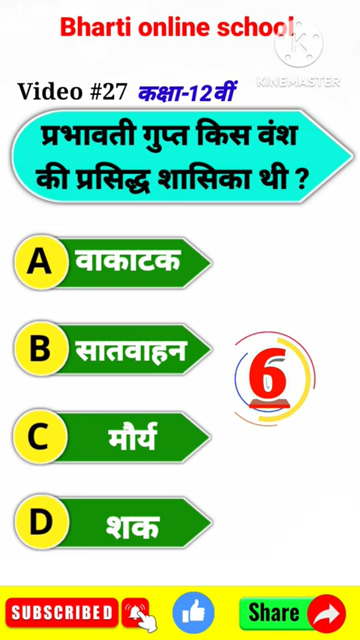 Bharti online school
KINEMASTER
Video #27 कक्षा-12वीं
प्रभावती गुप्त किस वंश
की प्रसिद्ध शासिका थी ?
A वाकाटक
B सातवाहन
6
C मौर्य
D शक
SUBSCRIBED Share